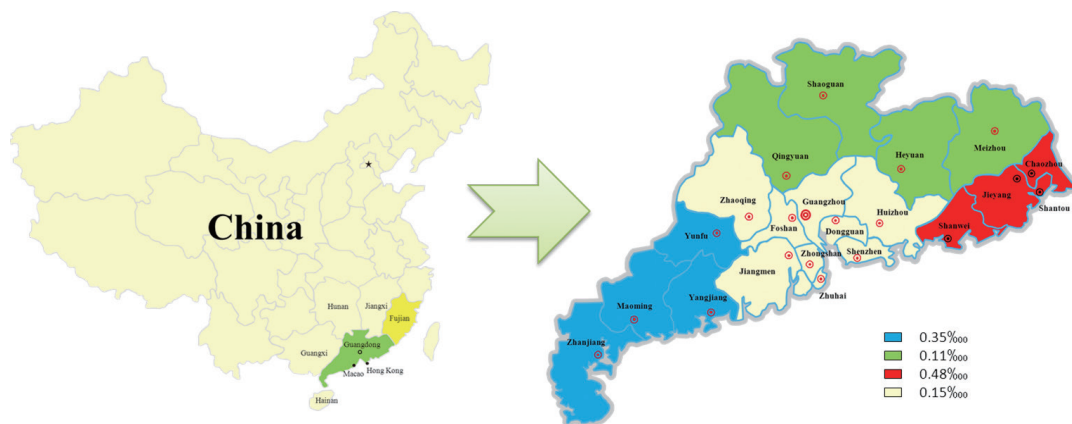 China
Hunan
Jiangxi
Fujian
Guangdong
Guangxi
Macao
Hong Kong
Hainan
Shaoguan
Meizhou
Qingyuan
Heyuan
Chaozhou
Jieyang
Shantou
Zhaoqing
Guangzhou
Huizhou
Foshan
Dongguan
Shanwei
Yunfu
Zhongshan
Shenzhen
Jiangmen
Zhuhai
Maoming
Yangjiang
Zhanjiang
0.35‱
0.11‱
0.48‱
0.15‱